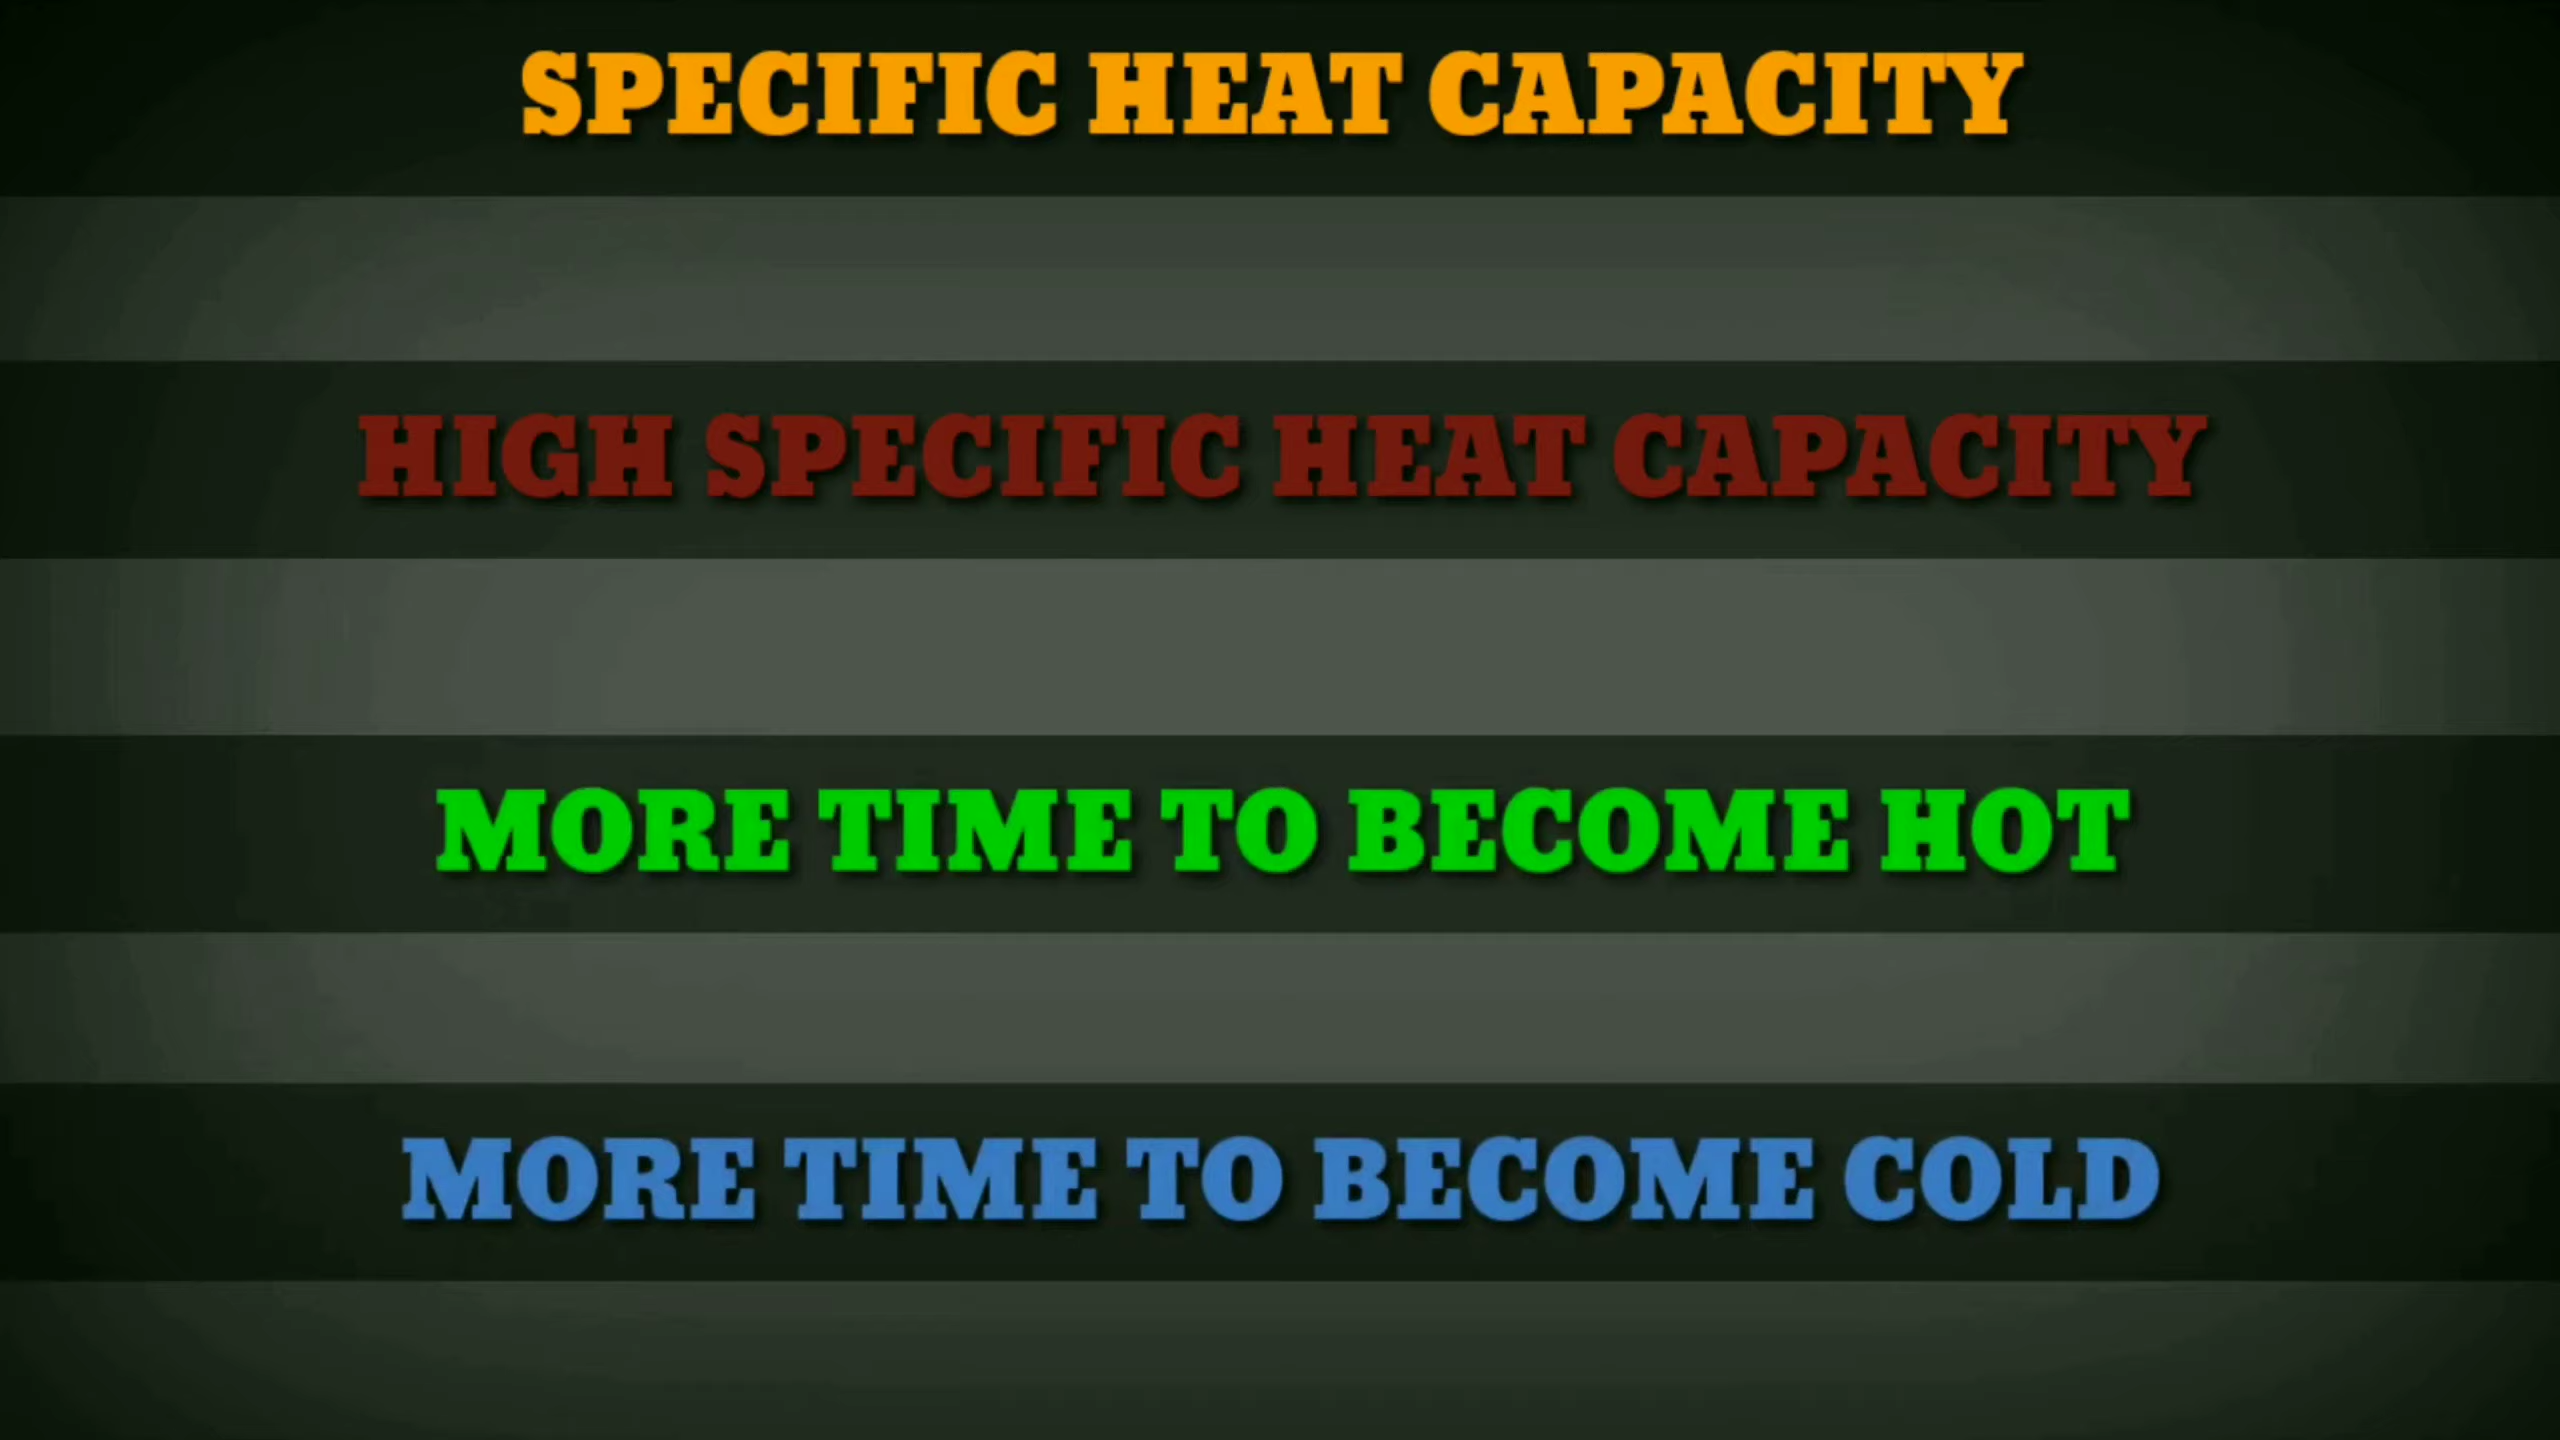 SPECIFIC HEAT CAPACITY
HIGH SPECIFIC HEAT CAPACITY
MORE TIME TO BECOME HOT
MORE TIME TO BECOME COLD